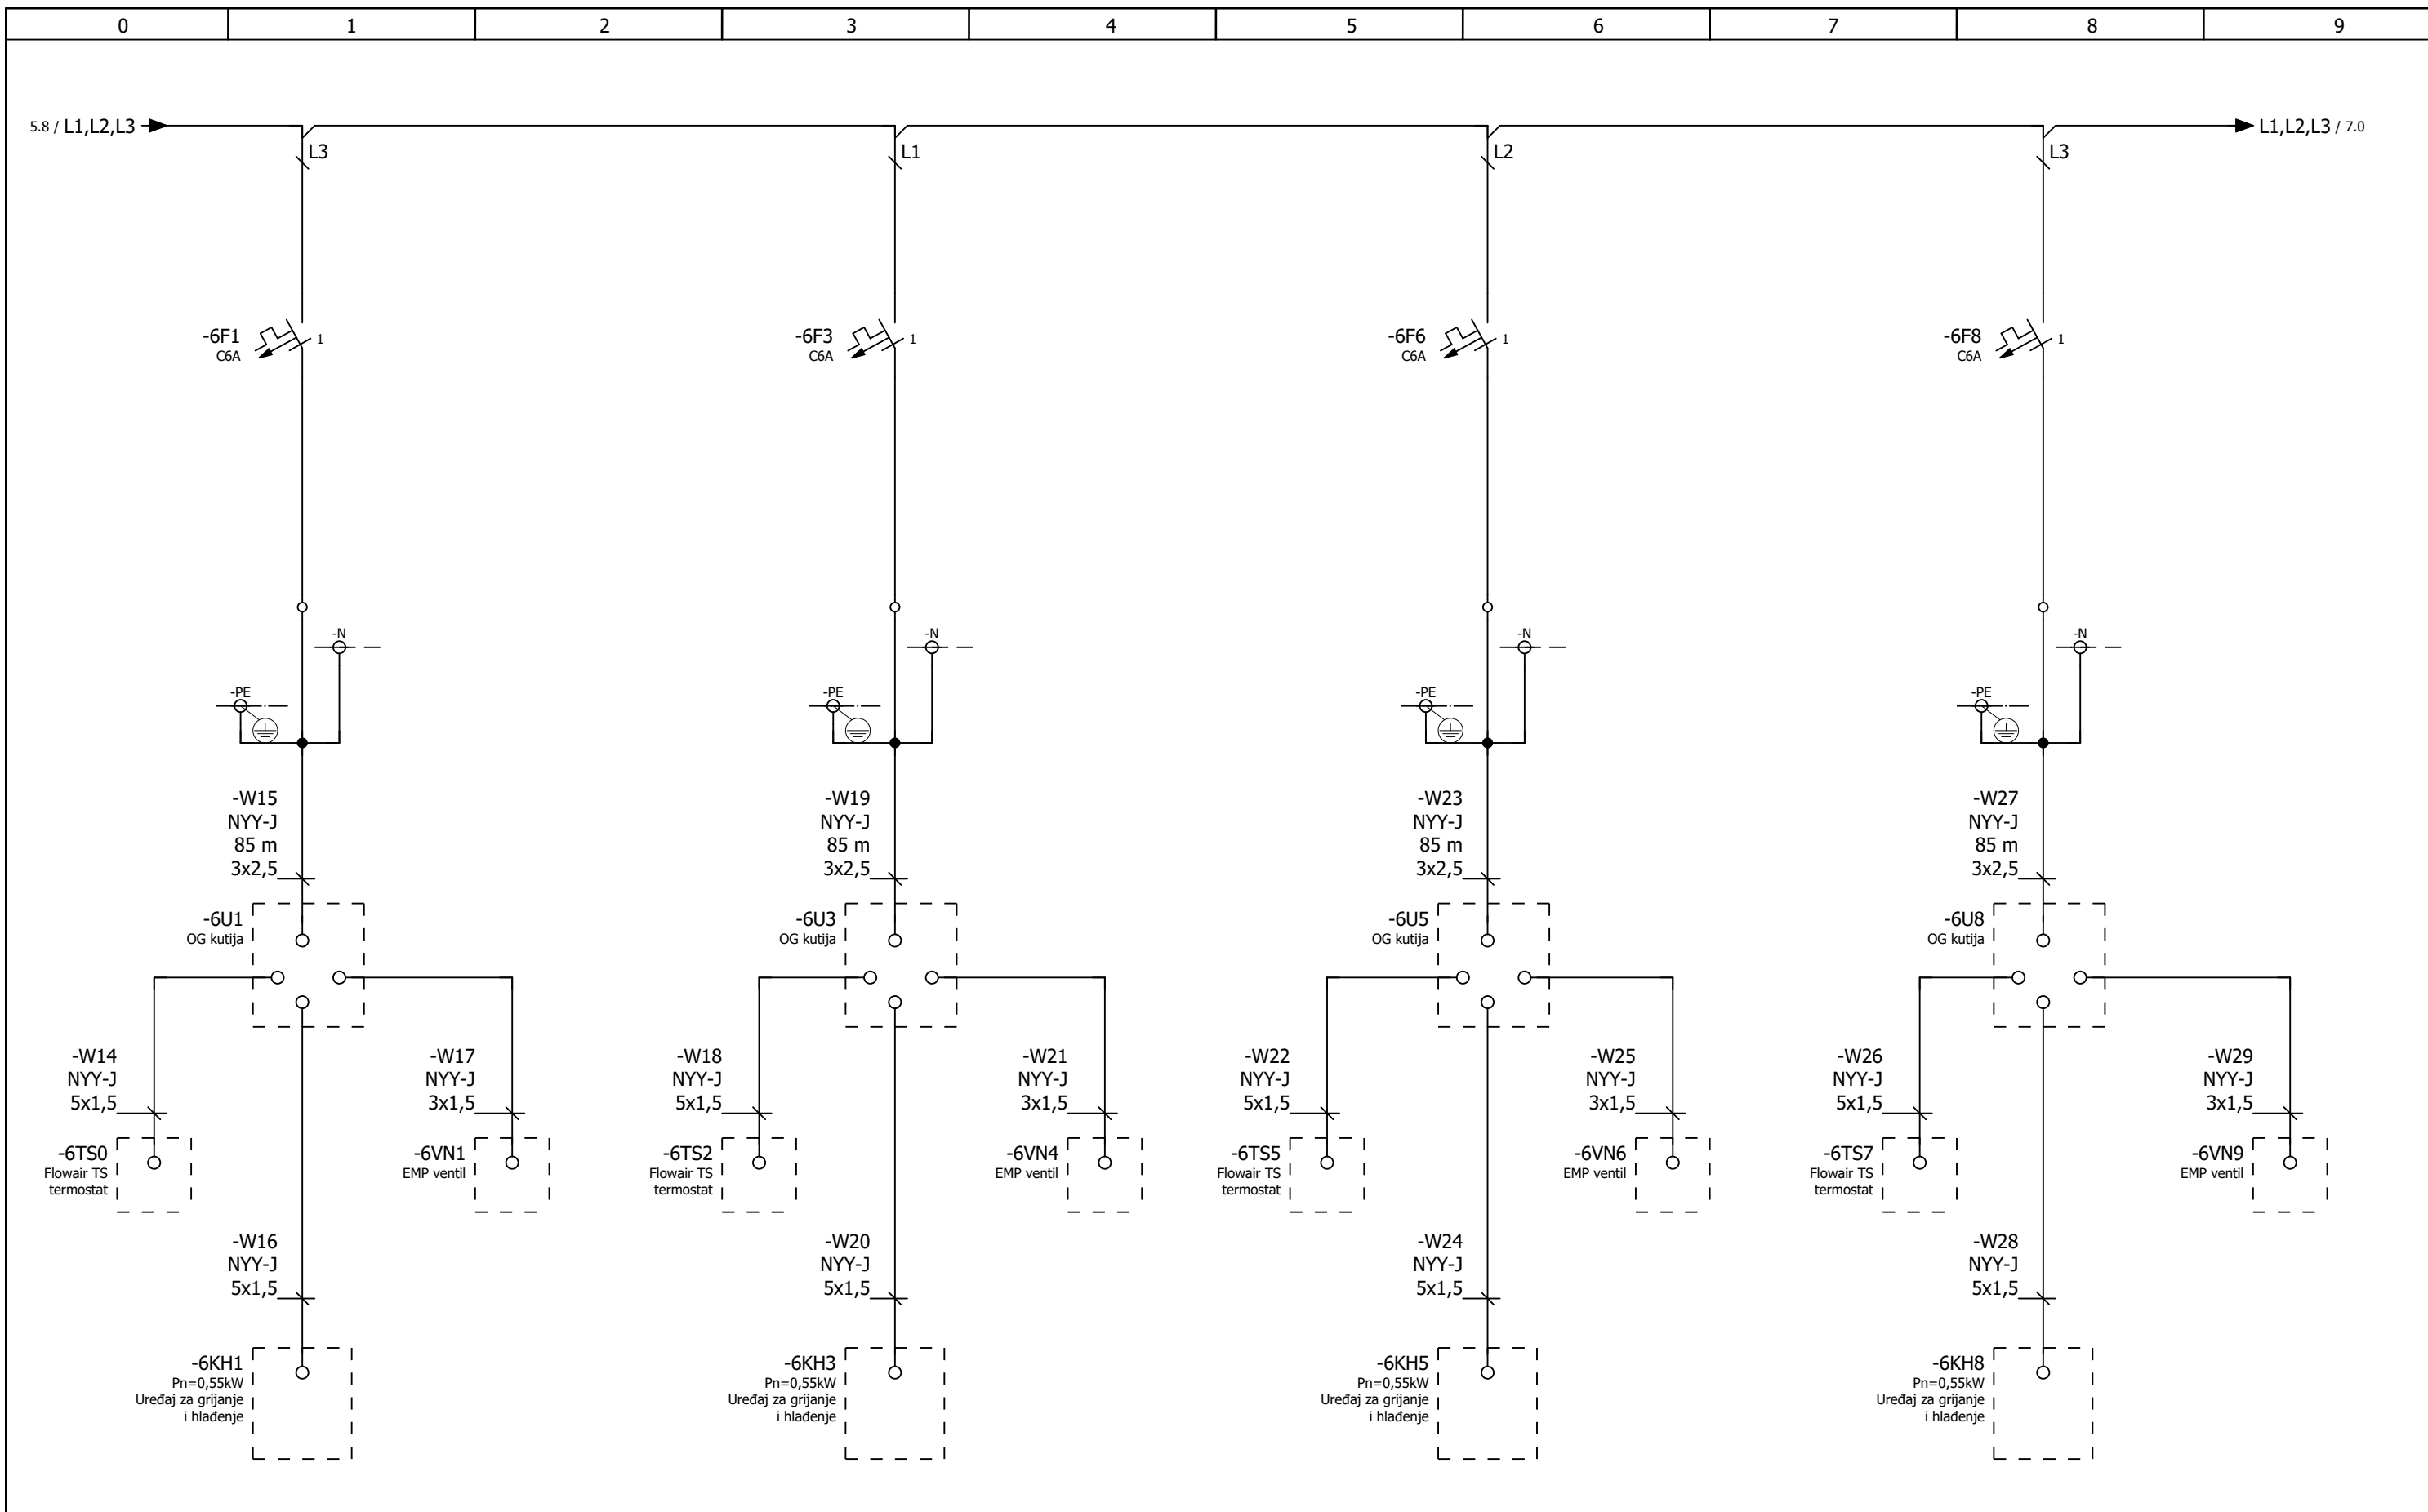 0 1 2 3 4 5 6 7 8 9
5.8 / L1,L2,L3 L1,L2,L3 / 7.0
L3 L1 L2 L3
-6F1 1 -6F3 1 -6F6 1 -6F8 1
C6A C6A C6A C6A
-N -N -N -N
-PE -PE -PE -PE
-W15 -W19 -W23 -W27
NYY-J NYY-J NYY-J NYY-J
85 m 85 m 85 m 85 m
3x2,5 3x2,5 3x2,5 3x2,5
-6U1 -6U3 -6U5 -6U8
OG kutija OG kutija OG kutija OG kutija
-W14 -W17 -W18 -W21 -W22 -W25 -W26 -W29
NYY-J NYY-J NYY-J NYY-J NYY-J NYY-J NYY-J NYY-J
5x1,5 3x1,5 5x1,5 3x1,5 5x1,5 3x1,5 5x1,5 3x1,5
-6TS0 -6VN1 -6TS2 -6VN4 -6TS5 -6VN6 -6TS7 -6VN9
Flowair TS EMP ventil Flowair TS EMP ventil Flowair TS EMP ventil Flowair TS EMP ventil
termostat termostat termostat termostat
-W16 -W20 -W24 -W28
NYY-J NYY-J NYY-J NYY-J
5x1,5 5x1,5 5x1,5 5x1,5
-6KH1 -6KH3 -6KH5 -6KH8
Pn=0,55kW Pn=0,55kW Pn=0,55kW Pn=0,55kW
Uređaj za grijanje Uređaj za grijanje Uređaj za grijanje Uređaj za grijanje
i hlađenje i hlađenje i hlađenje i hlađenje